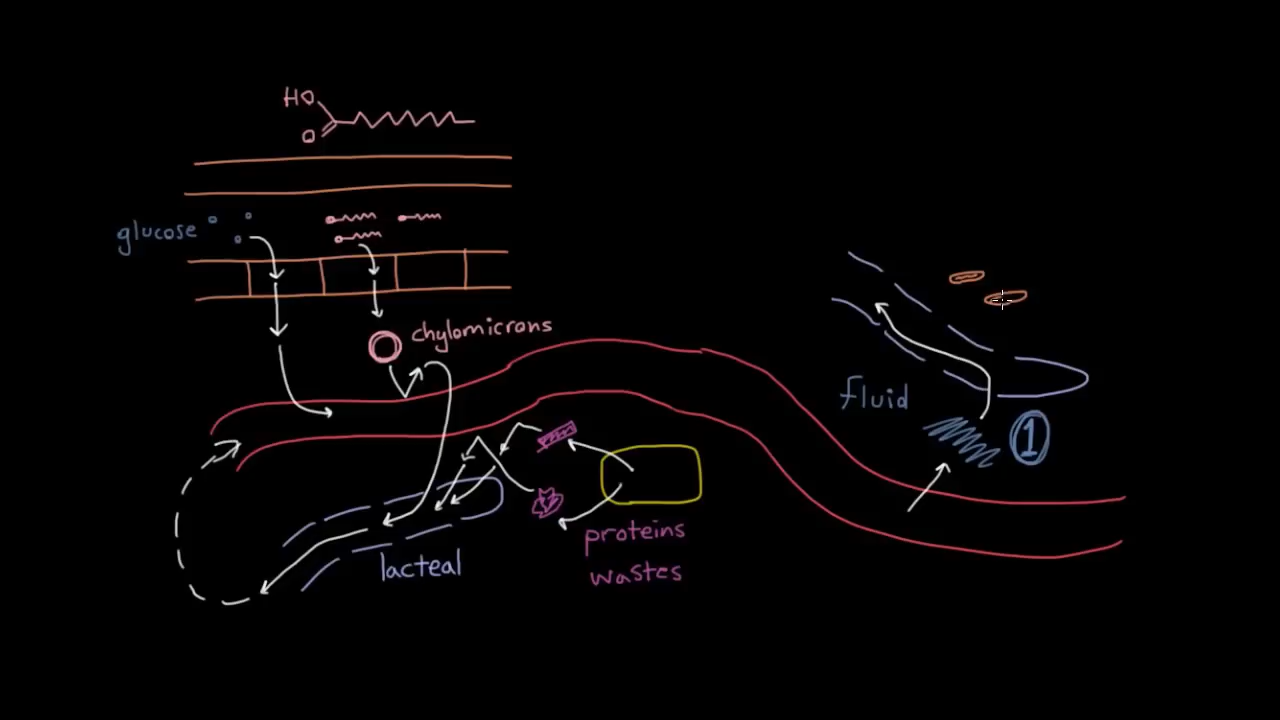 HO
O
glucose
chylomicrons
fluid
1
lacteal
proteins
wastes